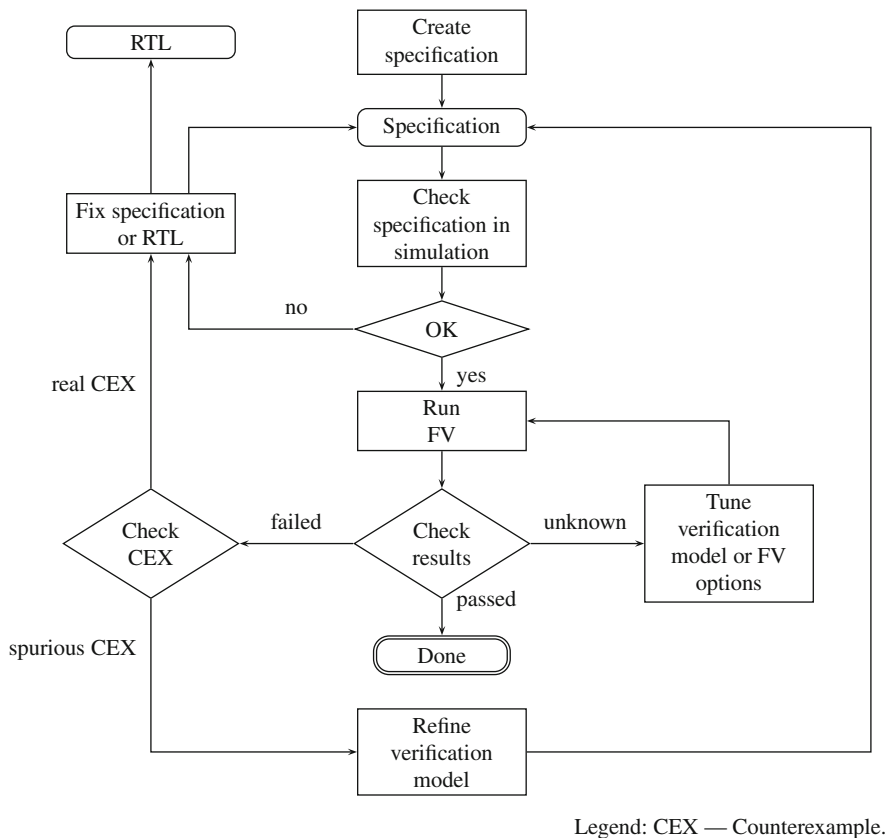 RTL
Create
specification
Specification
Fix specification
or RTL
Check
specification in
simulation
no
OK
real CEX
yes
Run
FV
Check
CEX
failed
Check
results
unknown
Tune
verification
model or FV
options
passed
spurious CEX
Done
Refine
verification
model
Legend: CEX — Counterexample.